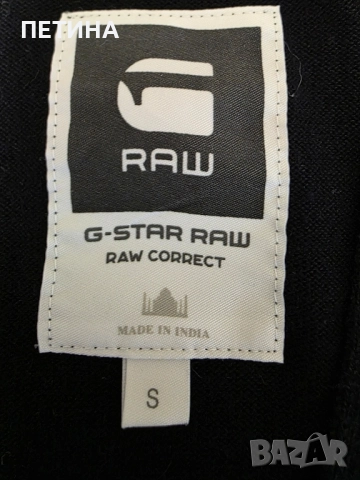 ПЕТИНА
RAW
G-STAR RAW
RAW CORRECT
MADE IN INDIA
S
BAZAR